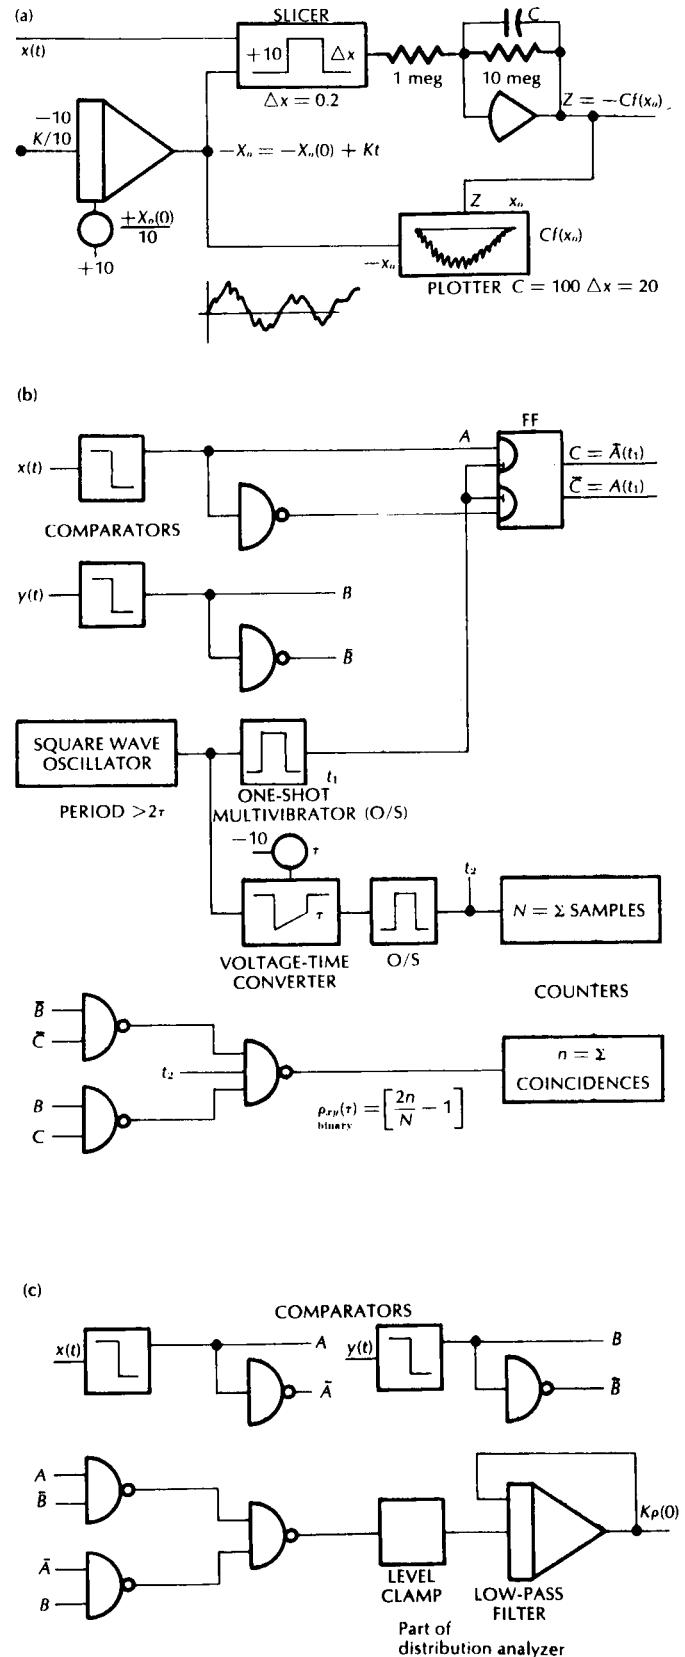 (a)
SLICER
x(t)
+10
Δx
Δx = 0.2
C
1 meg
10 meg
Z = −Cf(xₙ)
−10
K/10
−Xₙ = −Xₙ(0) + Kt
+Xₙ(0)
10
+10
Z
xₙ
Cf(xₙ)
−xₙ
PLOTTER C = 100 Δx = 20
(b)
FF
A
x(t)
C = Ā(t₁)
C̄ = A(t₁)
COMPARATORS
y(t)
B
B̄
SQUARE WAVE
OSCILLATOR
t₁
PERIOD >2τ
ONE-SHOT
MULTIVIBRATOR (O/S)
−10
τ
t₂
τ
N = Σ SAMPLES
VOLTAGE-TIME
CONVERTER
O/S
COUNTERS
B̄
C̄
t₂
n = Σ
COINCIDENCES
B
C
ρxy(τ) = [2n/N − 1]
binary
(c)
COMPARATORS
x(t)
A
Ā
y(t)
B
B̄
A
B̄
Kρ(0)
Ā
B
LEVEL
CLAMP
LOW-PASS
FILTER
Part of
distribution analyzer